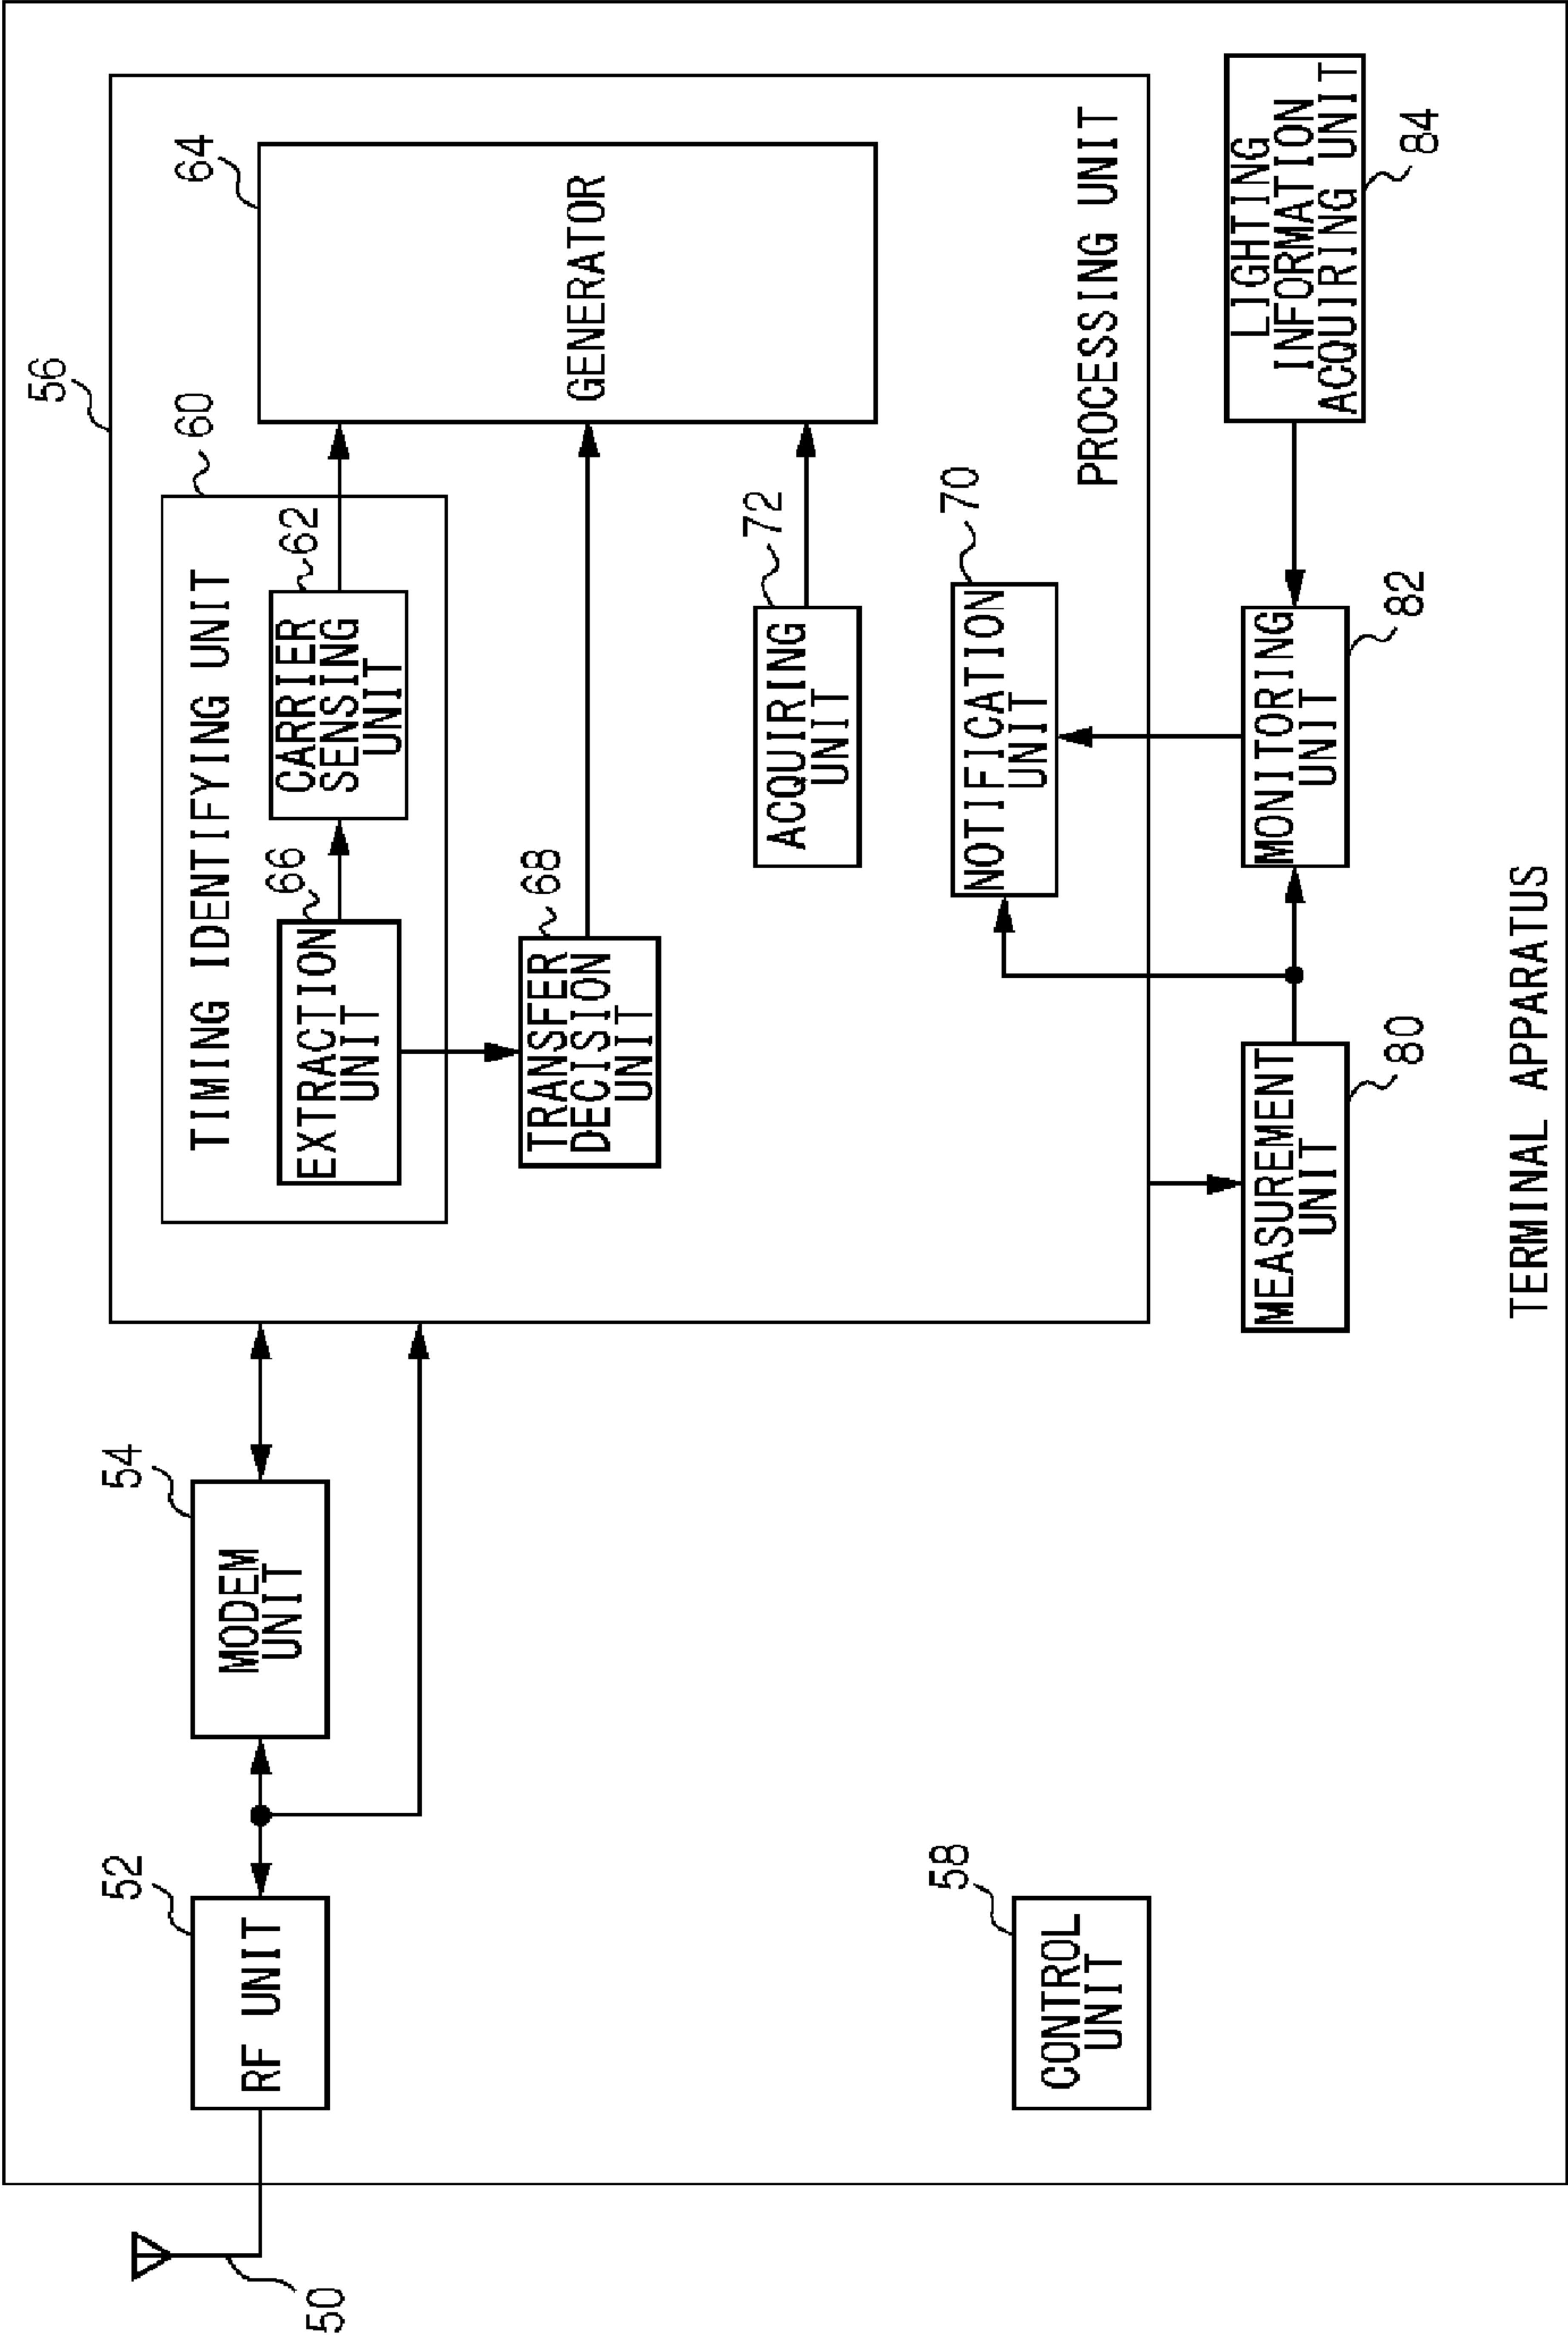 56
60
64
TIMING IDENTIFYING UNIT
66
EXTRACTION
UNIT
62
CARRIER
SENSING
UNIT
GENERATOR
54
MODEM
UNIT
52
RF UNIT
50
68
TRANSFER
DECISION
UNIT
72
ACQUIRING
UNIT
70
NOTIFICATION
UNIT
PROCESSING UNIT
58
CONTROL
UNIT
MEASUREMENT
UNIT
80
MONITORING
UNIT
82
LIGHTING
INFORMATION
ACQUIRING UNIT
84
TERMINAL APPARATUS